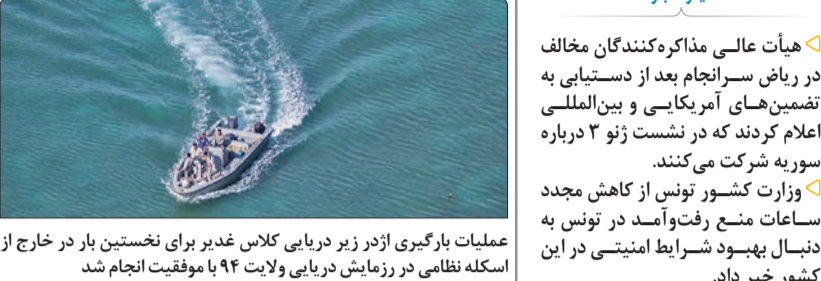 ◁ هیأت عالی مذاکره‌کنندگان مخالف
در ریاض سرانجام بعد از دستیابی به
تضمین‌های آمریکایی و بین‌المللی
اعلام کردند که در نشست ژنو ۳ درباره
سوریه شرکت می‌کنند.
◁ وزارت کشور تونس از کاهش مجدد
ساعات منع رفت‌وآمد در تونس به
دنبال بهبود شرایط امنیتی در این
کشور خبر داد.
عملیات بارگیری اژدر زیر دریایی کلاس غدیر برای نخستین بار در خارج از
اسکله نظامی در رزمایش دریایی ولایت ۹۴ با موفقیت انجام شد